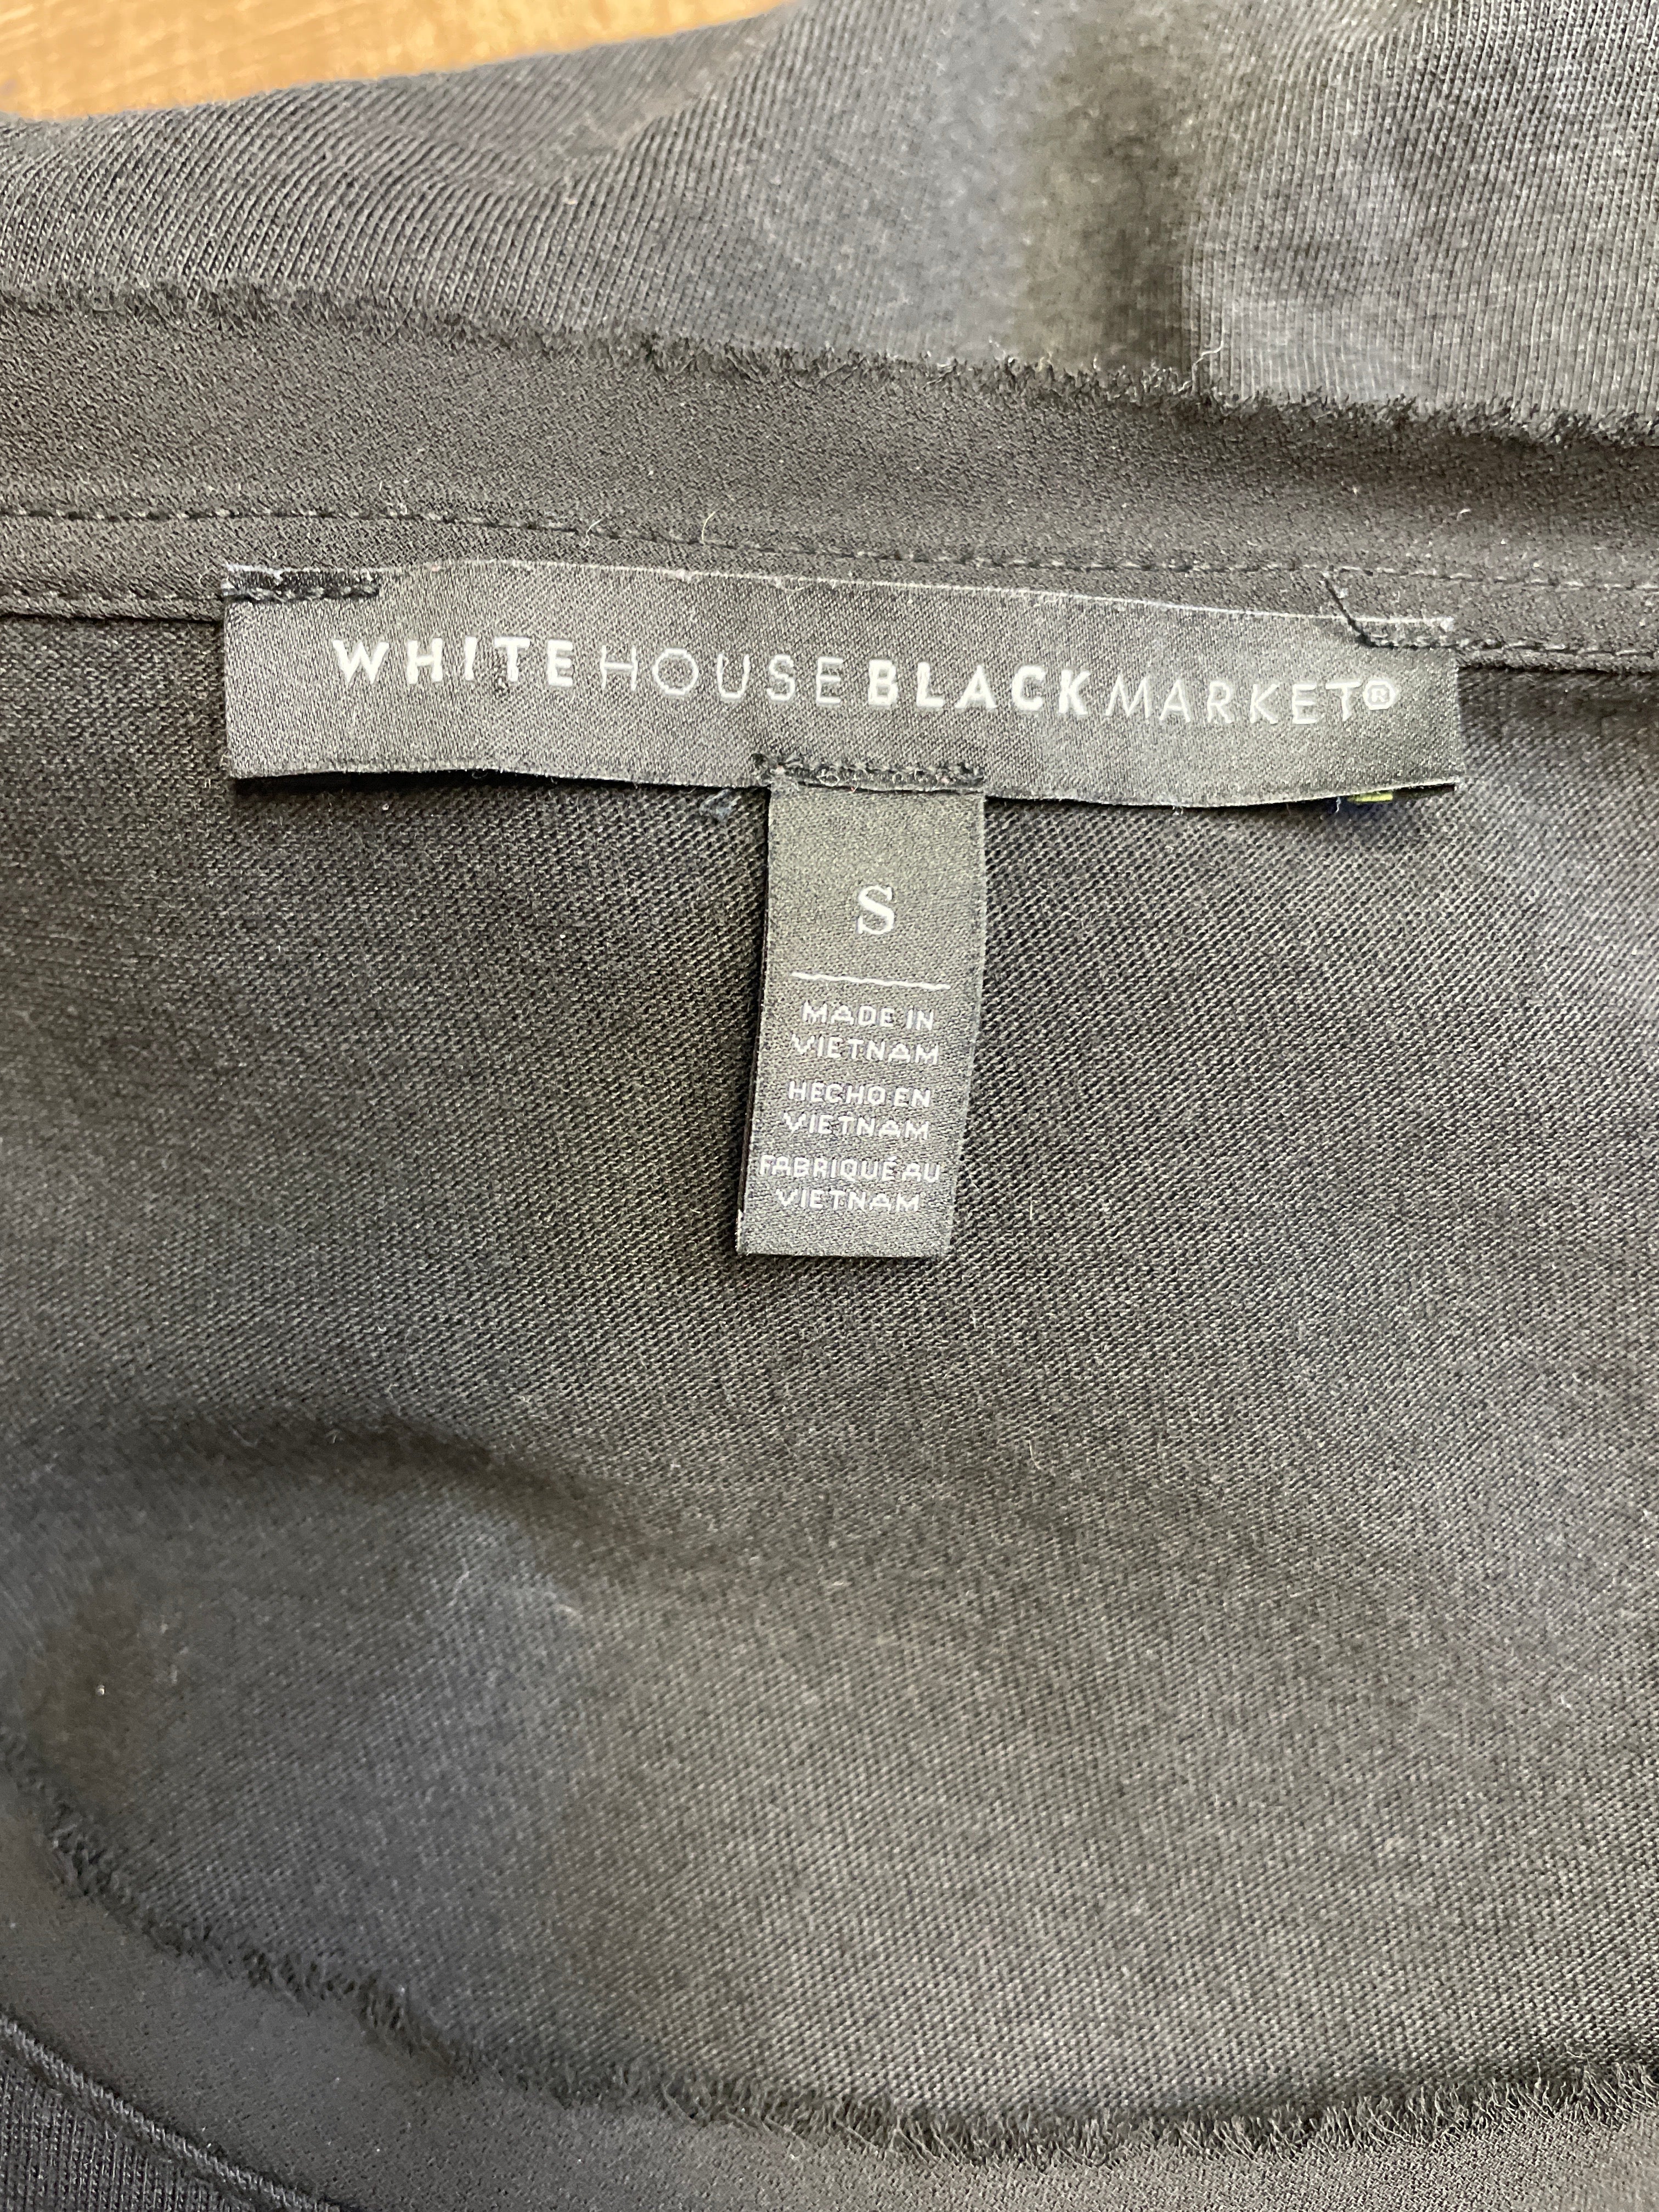 WHITEHOUSEBLACKMARKET®
S
MADE IN
VIETNAM
HECHO EN
VIETNAM
FABRIQUÉ AU
VIETNAM